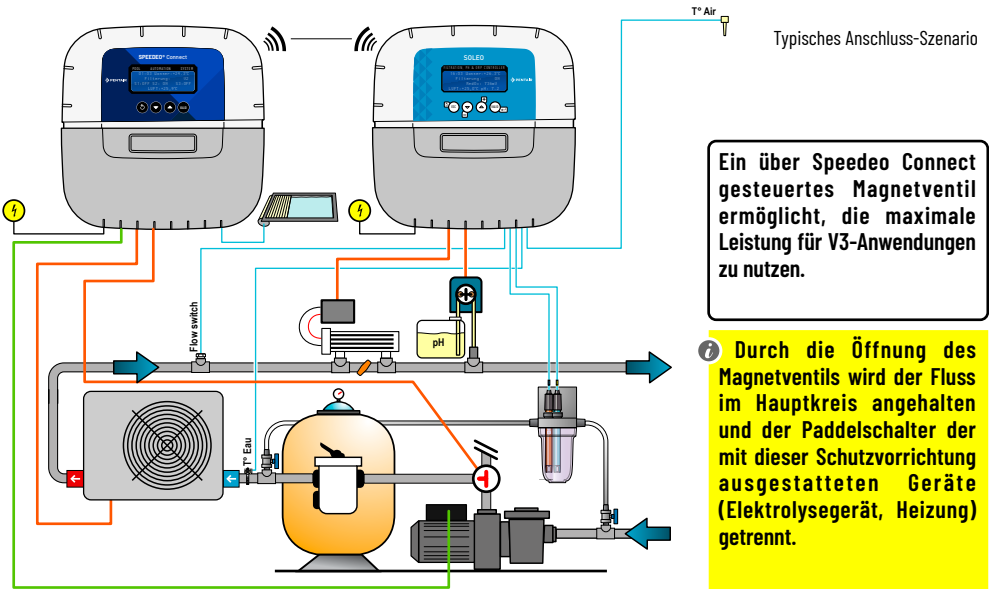 T° Air
Typisches Anschluss-Szenario
SPEEDEO® Connect
SOLEO
PENTAIR
PENTAIR
Ein über Speedeo Connect
gesteuertes Magnetventil
ermöglicht, die maximale
Leistung für V3-Anwendungen
zu nutzen.
Flow switch
pH
Durch die Öffnung des
Magnetventils wird der Fluss
im Hauptkreis angehalten
und der Paddelschalter der
mit dieser Schutzvorrichtung
ausgestatteten Geräte
(Elektrolysegerät, Heizung)
getrennt.
T° Eau